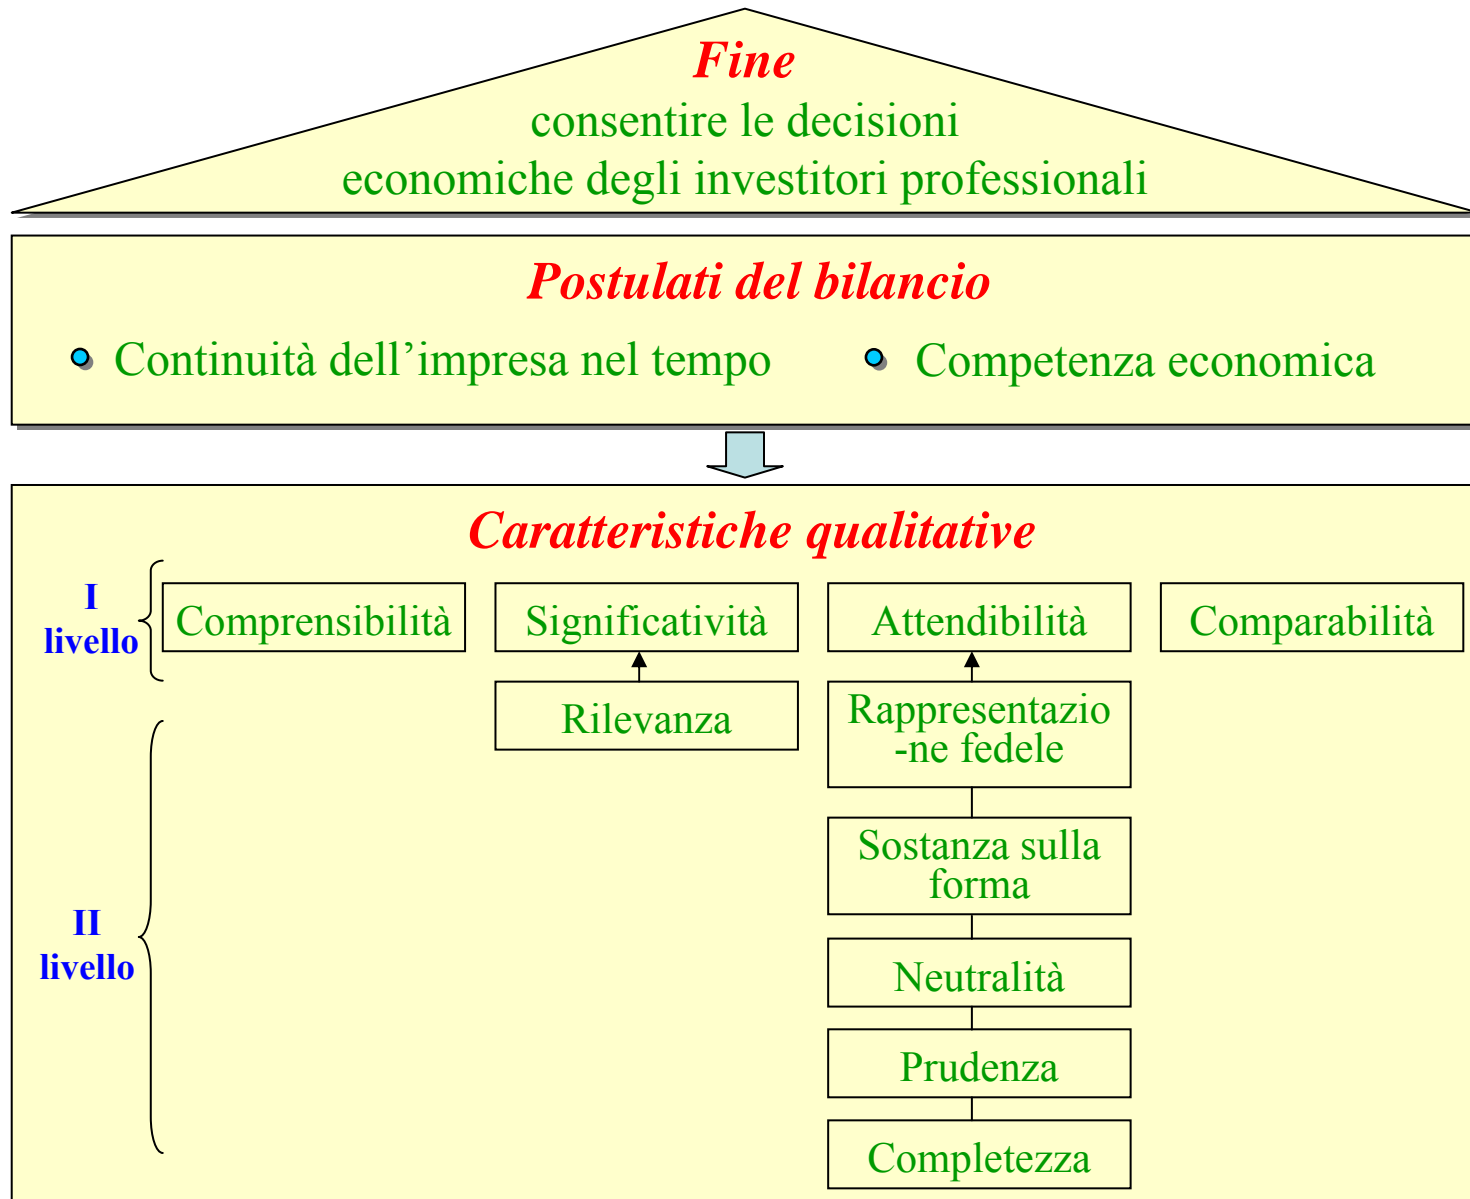 Fine
consentire le decisioni
economiche degli investitori professionali
Postulati del bilancio
Continuità dell’impresa nel tempo
Competenza economica
Caratteristiche qualitative
I
livello
Comprensibilità
Significatività
Attendibilità
Comparabilità
Rilevanza
Rappresentazio
-ne fedele
Sostanza sulla
forma
II
livello
Neutralità
Prudenza
Completezza